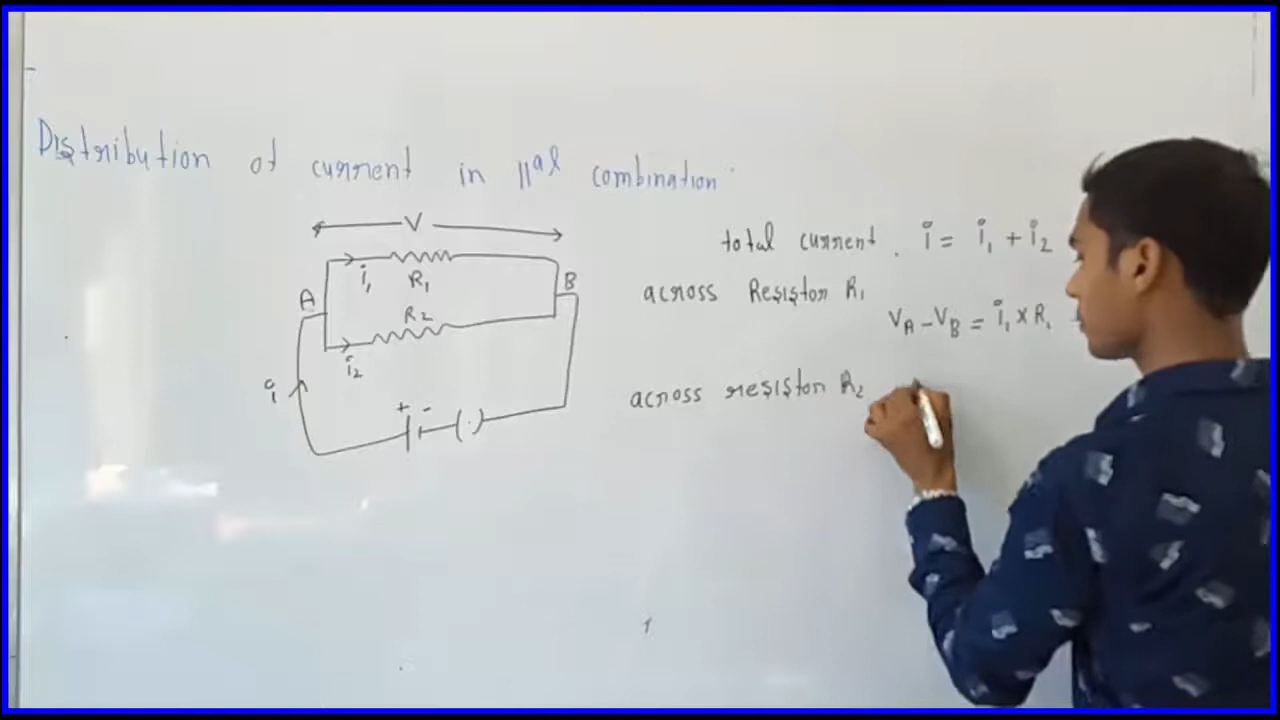 Distribution of current in ||al combination.
V
i1 R1
A B
R2
i2
i
+ -
total current. i = i1 + i2
across Resistor R1
VA - VB = i1 × R1
across resistor R2